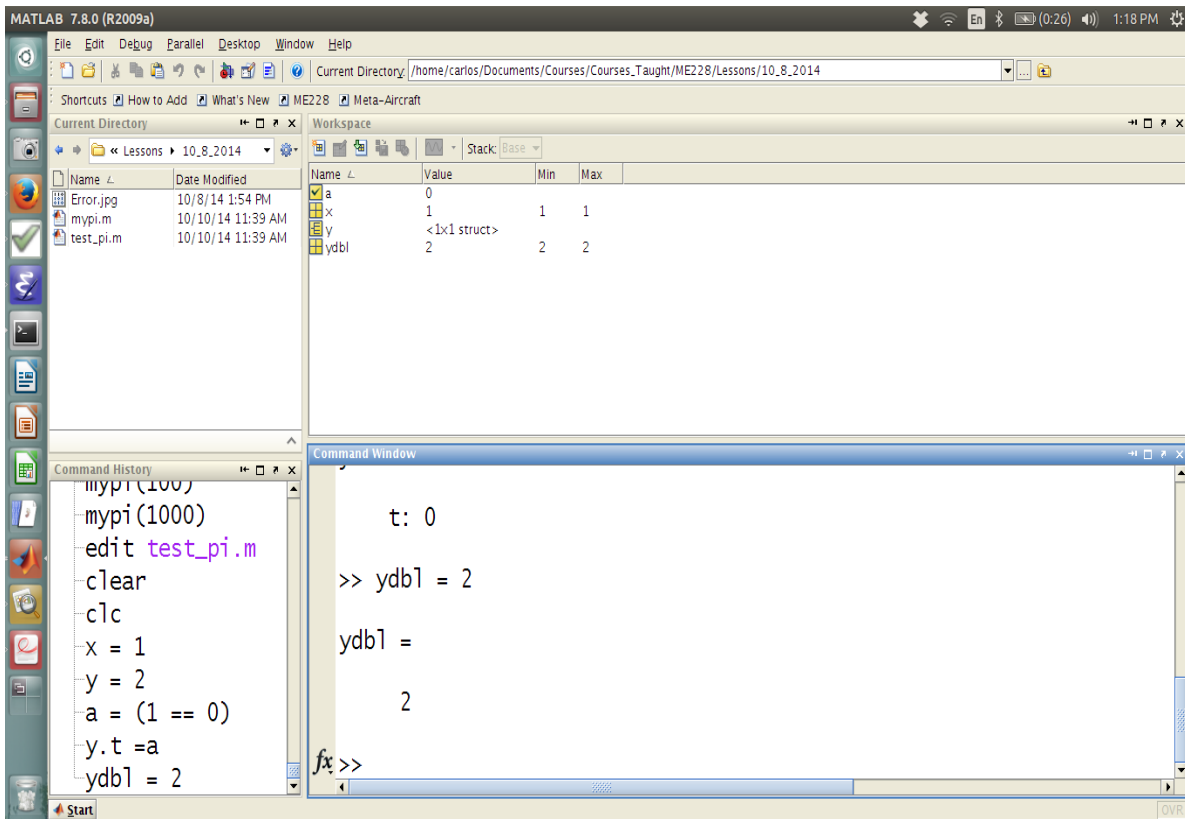 MATLAB 7.8.0 (R2009a)
En (0:26) 1:18 PM
File Edit Debug Parallel Desktop Window Help
Current Directory: /home/carlos/Documents/Courses/Courses_Taught/ME228/Lessons/10_8_2014
Shortcuts How to Add What's New ME228 Meta-Aircraft
Current Directory
« Lessons 10_8_2014
Name Date Modified
Error.jpg 10/8/14 1:54 PM
mypi.m 10/10/14 11:39 AM
test_pi.m 10/10/14 11:39 AM
Workspace
Stack: Base
Name Value Min Max
a 0
x 1 1 1
y <1x1 struct>
ydbl 2 2 2
Command History
mypi(100)
mypi(1000)
edit test_pi.m
clear
clc
x = 1
y = 2
a = (1 == 0)
y.t =a
ydbl = 2
Command Window
t: 0
>> ydbl = 2
ydbl =
2
fx >>
Start
OVR